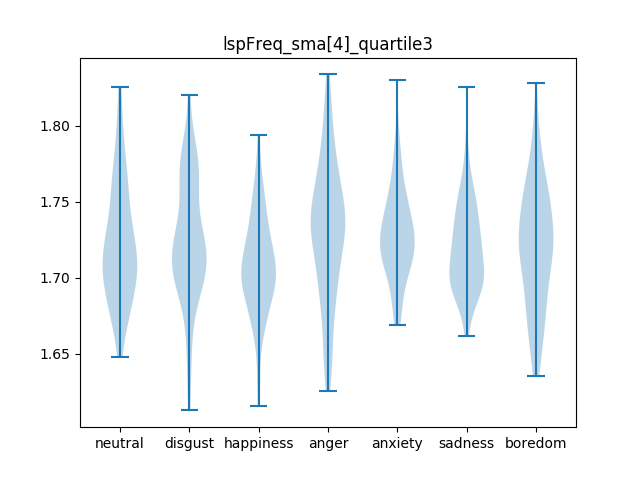 lspFreq_sma[4]_quartile3
1.80
1.75
1.70
1.65
neutral disgust happiness anger anxiety sadness boredom